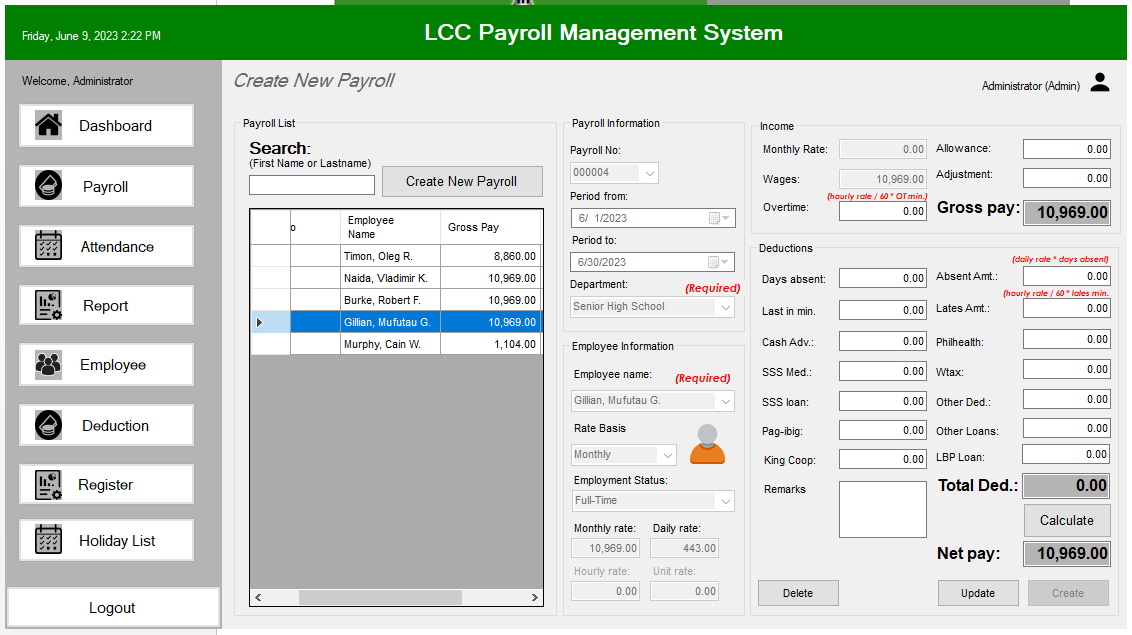 Friday, June 9, 2023 2:22 PM
LCC Payroll Management System
Welcome, Administrator
Create New Payroll
Administrator (Admin)
Dashboard
Payroll
Attendance
Report
Employee
Deduction
Register
Holiday List
Logout
Payroll List
Search:
(First Name or Lastname)
Create New Payroll
o
Employee
Name
Gross Pay
Timon, Oleg R. 8,860.00
Naida, Vladimir K. 10,969.00
Burke, Robert F. 10,969.00
Gillian, Mufutau G. 10,969.00
Murphy, Cain W. 1,104.00
Payroll Information
Payroll No:
000004
Period from:
6/ 1/2023
Period to:
6/30/2023
Department:
(Required)
Senior High School
Employee Information
Employee name:
(Required)
Gillian, Mufutau G.
Rate Basis
Monthly
Employment Status:
Full-Time
Monthly rate: Daily rate:
10,969.00 443.00
Hourly rate: Unit rate:
0.00 0.00
Income
Monthly Rate: 0.00 Allowance: 0.00
Wages: 10,969.00 Adjustment: 0.00
(hourly rate / 60 * OT min.)
Overtime: 0.00 Gross pay: 10,969.00
Deductions
(daily rate * days absent)
Days absent: 0.00 Absent Amt.: 0.00
(hourly rate / 60 * lates min.
Last in min. 0.00 Lates Amt.: 0.00
Cash Adv.: 0.00 Philhealth: 0.00
SSS Med.: 0.00 Wtax: 0.00
SSS loan: 0.00 Other Ded.: 0.00
Pag-ibig: 0.00 Other Loans: 0.00
King Coop: 0.00 LBP Loan: 0.00
Remarks Total Ded.: 0.00
Calculate
Net pay: 10,969.00
Delete Update Create